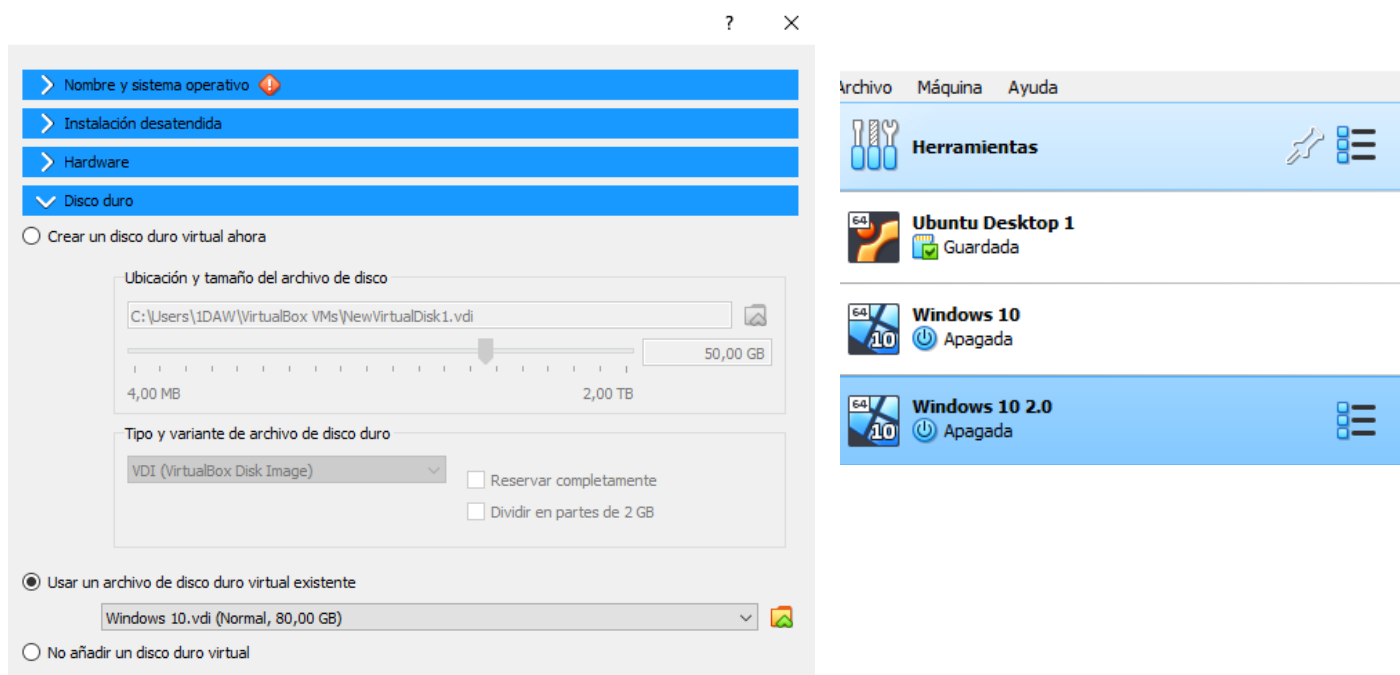 ?
Nombre y sistema operativo
Instalación desatendida
Hardware
Disco duro
Crear un disco duro virtual ahora
Ubicación y tamaño del archivo de disco
C:\Users\1DAW\VirtualBox VMs\NewVirtualDisk1.vdi
50,00 GB
4,00 MB 2,00 TB
Tipo y variante de archivo de disco duro
VDI (VirtualBox Disk Image)
Reservar completamente
Dividir en partes de 2 GB
Usar un archivo de disco duro virtual existente
Windows 10.vdi (Normal, 80,00 GB)
No añadir un disco duro virtual
Archivo Máquina Ayuda
Herramientas
64
Ubuntu Desktop 1
Guardada
64
10
Windows 10
Apagada
64
10
Windows 10 2.0
Apagada